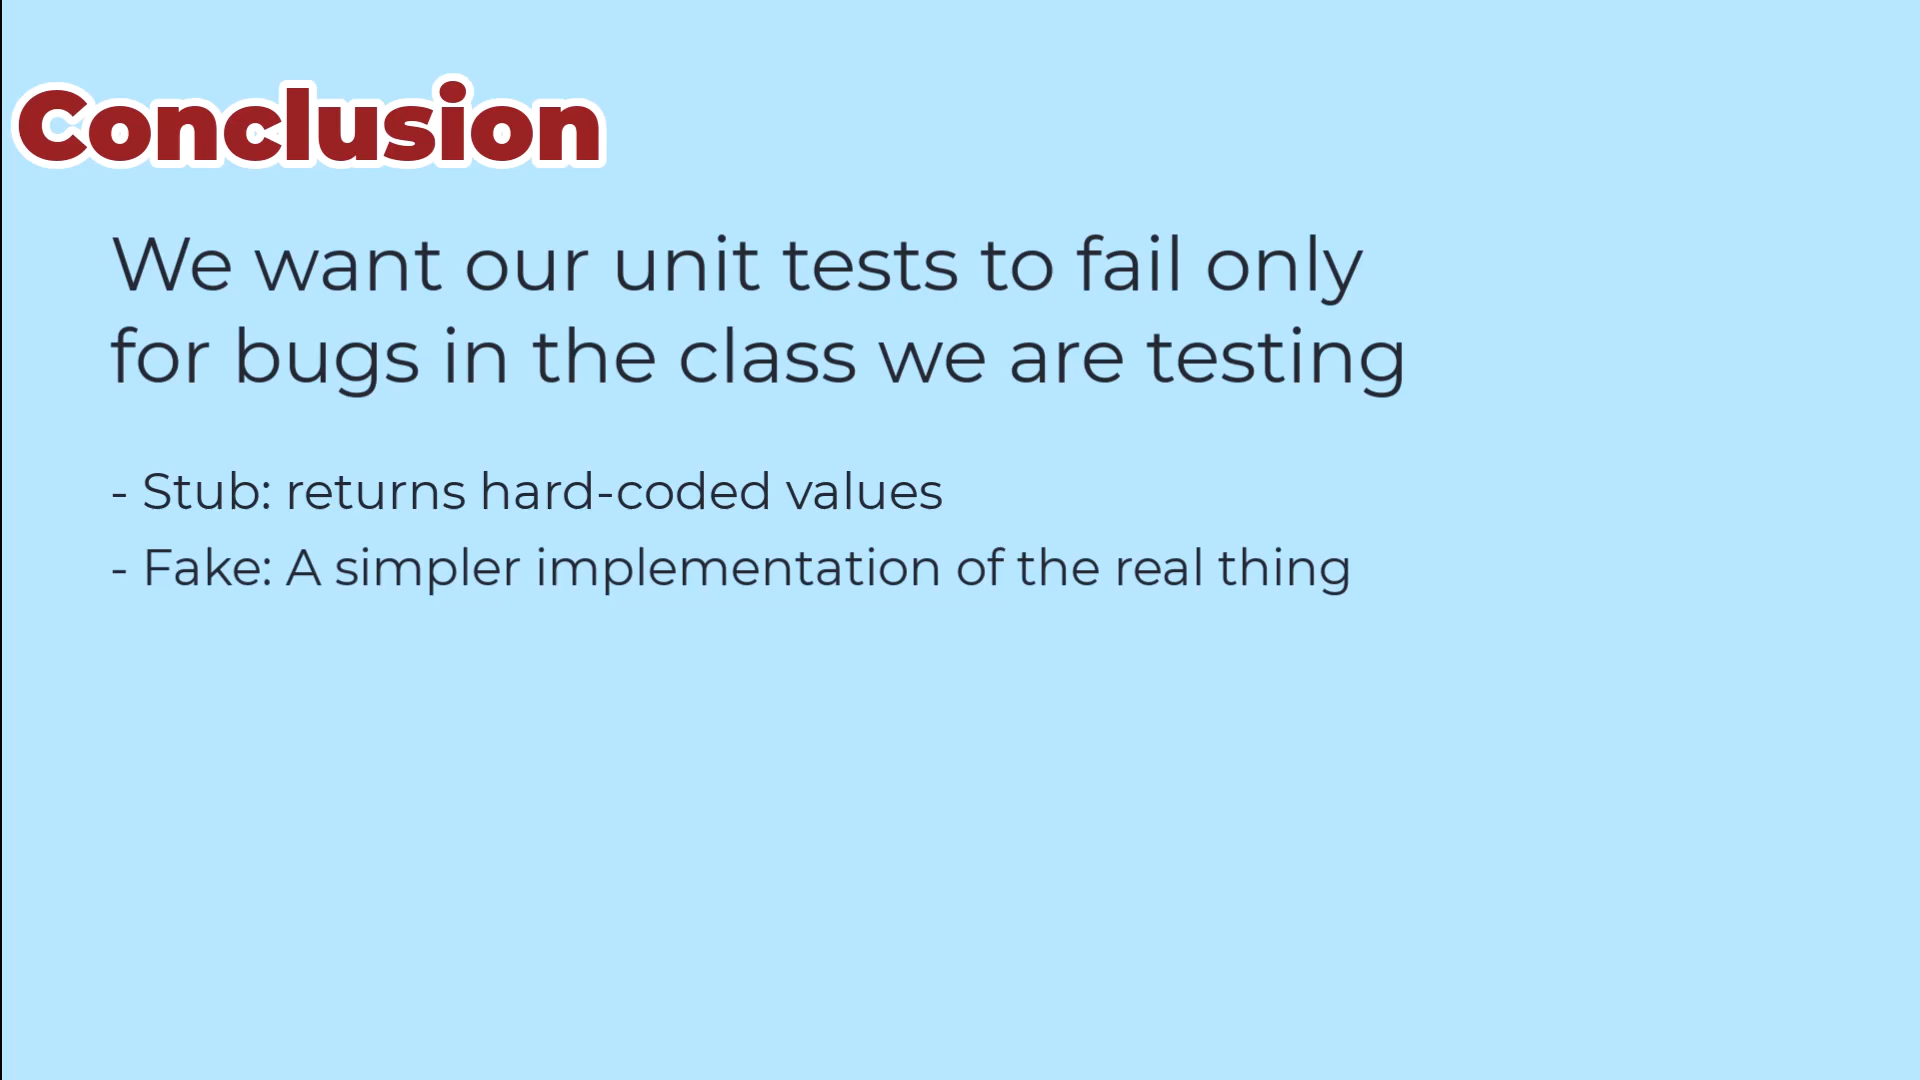 Conclusion
We want our unit tests to fail only
for bugs in the class we are testing
- Stub: returns hard-coded values
- Fake: A simpler implementation of the real thing